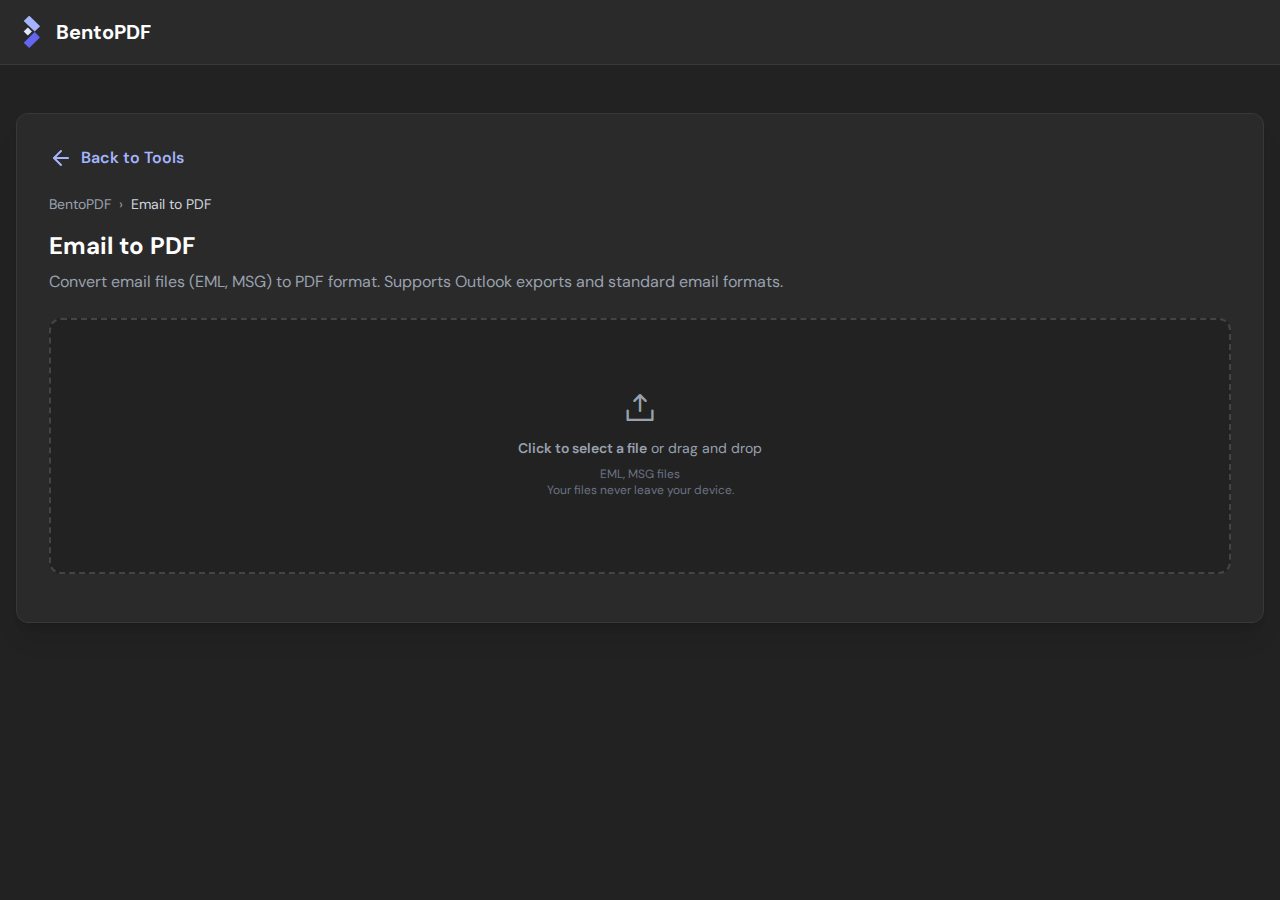 BentoPDF
Back to Tools
BentoPDF › Email to PDF
Email to PDF
Convert email files (EML, MSG) to PDF format. Supports Outlook exports and standard email formats.
Click to select a file or drag and drop
EML, MSG files
Your files never leave your device.